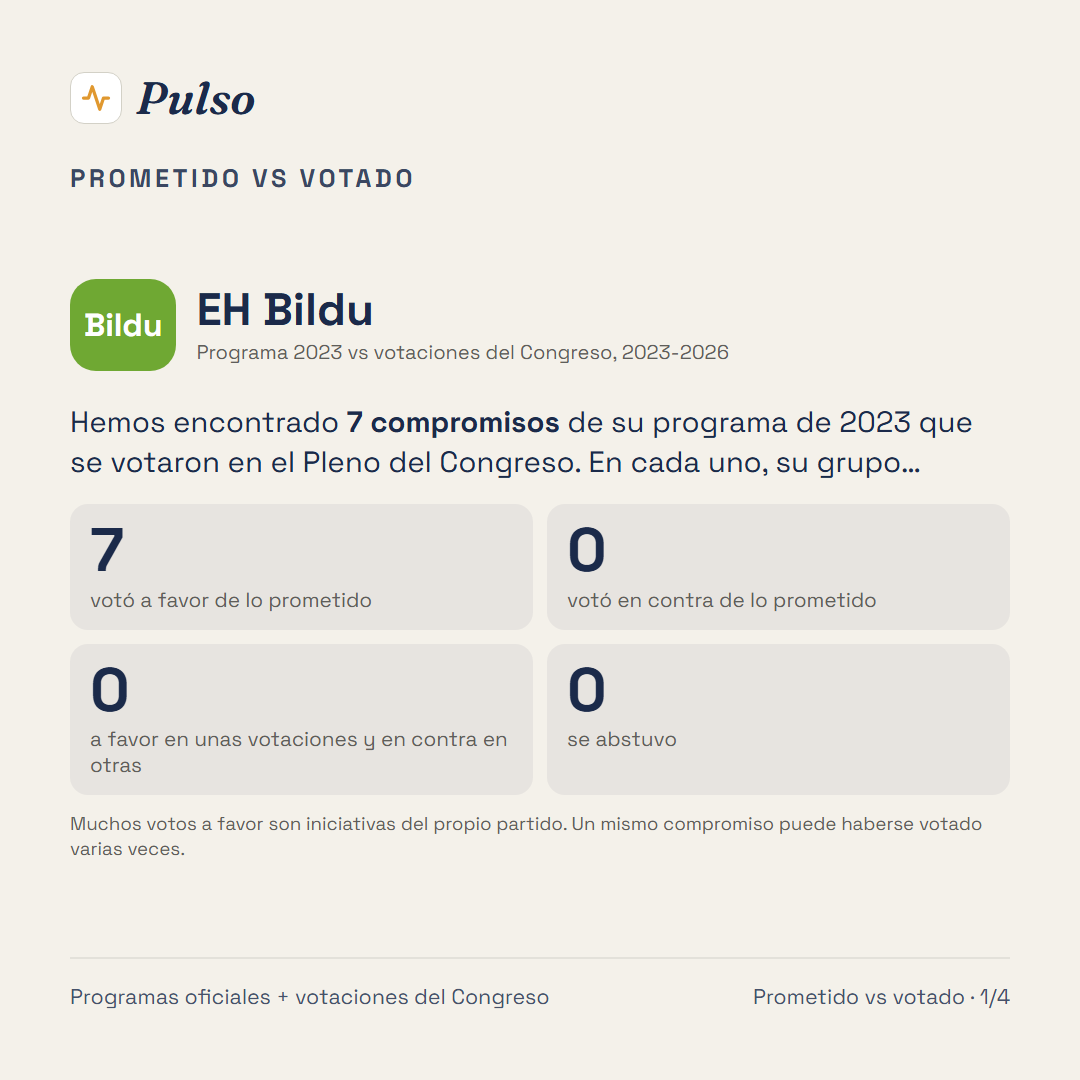 Pulso
PROMETIDO VS VOTADO
Bildu
EH Bildu
Programa 2023 vs votaciones del Congreso, 2023-2026
Hemos encontrado 7 compromisos de su programa de 2023 que
se votaron en el Pleno del Congreso. En cada uno, su grupo…
7
votó a favor de lo prometido
0
votó en contra de lo prometido
0
a favor en unas votaciones y en contra en
otras
0
se abstuvo
Muchos votos a favor son iniciativas del propio partido. Un mismo compromiso puede haberse votado
varias veces.
Programas oficiales + votaciones del Congreso
Prometido vs votado · 1/4